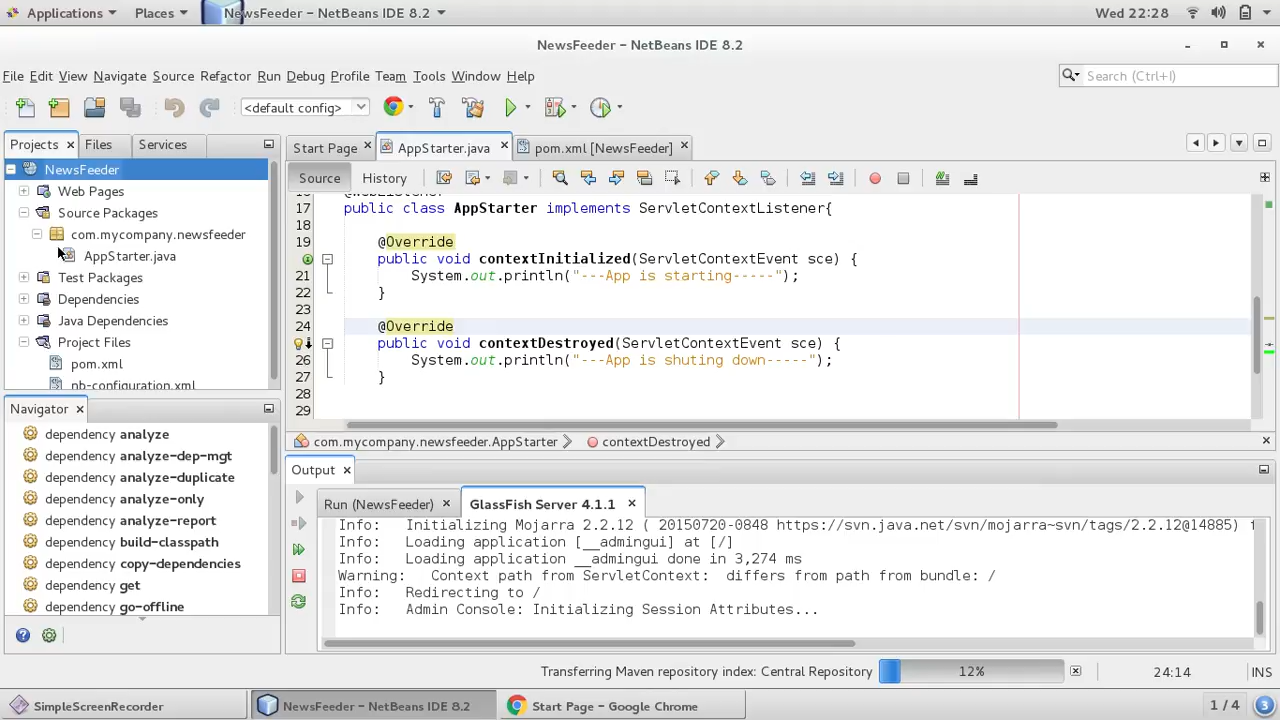 Applications Places NewsFeeder – NetBeans IDE 8.2 Wed 22:28
NewsFeeder – NetBeans IDE 8.2
File Edit View Navigate Source Refactor Run Debug Profile Team Tools Window Help Search (Ctrl+I)
<default config>
Projects Files Services
Start Page AppStarter.java pom.xml [NewsFeeder]
Source History
NewsFeeder
Web Pages
Source Packages
com.mycompany.newsfeeder
AppStarter.java
Test Packages
Dependencies
Java Dependencies
Project Files
pom.xml
nb-configuration.xml
16 @WebListener
17 public class AppStarter implements ServletContextListener{
18
19 @Override
public void contextInitialized(ServletContextEvent sce) {
21 System.out.println("---App is starting-----");
22 }
23
24 @Override
public void contextDestroyed(ServletContextEvent sce) {
26 System.out.println("---App is shuting down-----");
27 }
28
29
com.mycompany.newsfeeder.AppStarter contextDestroyed
Navigator
dependency analyze
dependency analyze-dep-mgt
dependency analyze-duplicate
dependency analyze-only
dependency analyze-report
dependency build-classpath
dependency copy-dependencies
dependency get
dependency go-offline
Output
Run (NewsFeeder) GlassFish Server 4.1.1
Info: Initializing Mojarra 2.2.12 ( 20150720-0848 https://svn.java.net/svn/mojarra~svn/tags/2.2.12@14885) f
Info: Loading application [__admingui] at [/]
Info: Loading application __admingui done in 3,274 ms
Warning: Context path from ServletContext: differs from path from bundle: /
Info: Redirecting to /
Info: Admin Console: Initializing Session Attributes...
Transferring Maven repository index: Central Repository 12% 24:14 INS
SimpleScreenRecorder NewsFeeder – NetBeans IDE 8.2 Start Page – Google Chrome 1 / 4 3